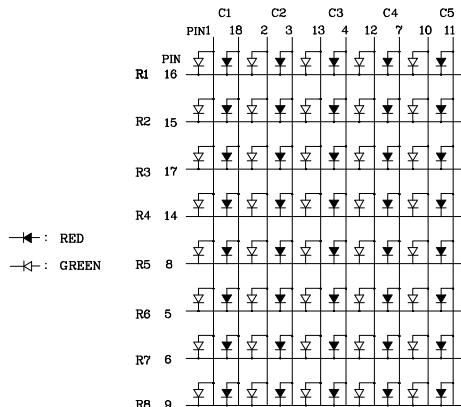 C1 C2 C3 C4 C5
PIN1 18 2 3 13 4 12 7 10 11
PIN
R1 16
R2 15
R3 17
R4 14
: RED
R5 8
: GREEN
R6 5
R7 6
R8 9